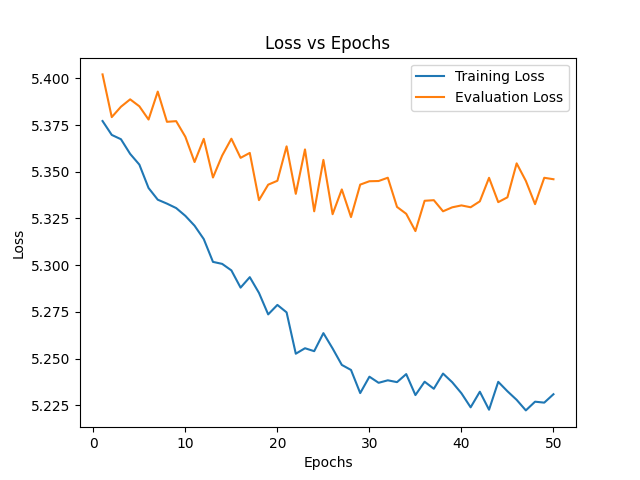 Loss vs Epochs
Training Loss
Evaluation Loss
5.400
5.375
5.350
5.325
5.300
5.275
5.250
5.225
Loss
0 10 20 30 40 50
Epochs